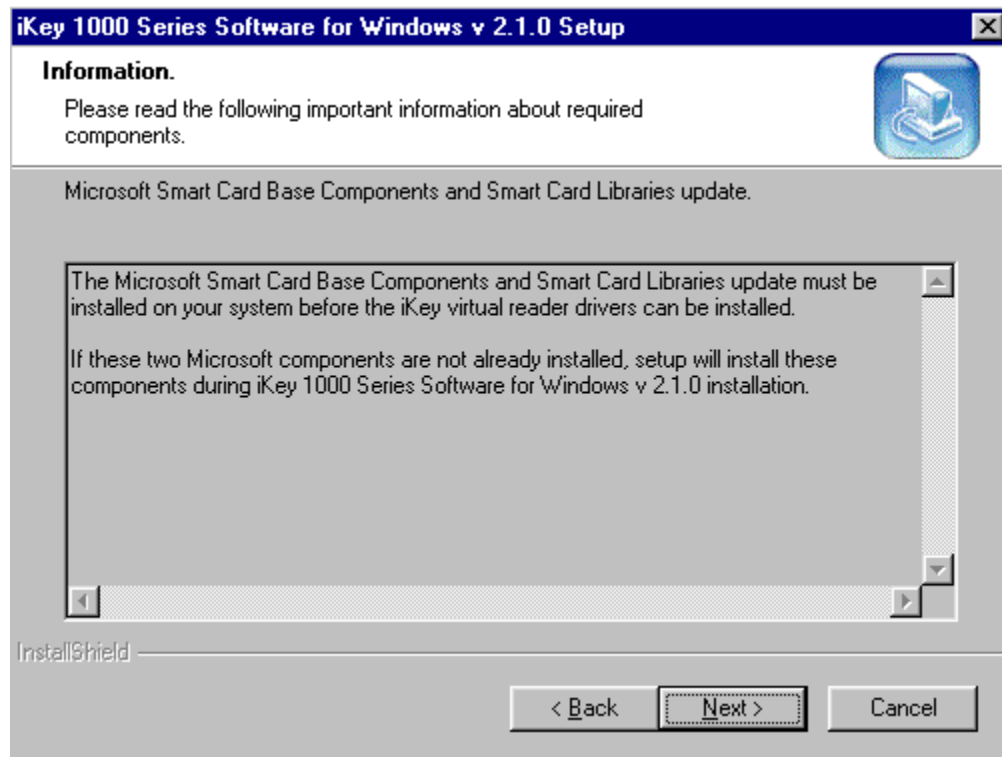 iKey 1000 Series Software for Windows v 2.1.0 Setup
Information.
Please read the following important information about required
components.
Microsoft Smart Card Base Components and Smart Card Libraries update.
The Microsoft Smart Card Base Components and Smart Card Libraries update must be
installed on your system before the iKey virtual reader drivers can be installed.
If these two Microsoft components are not already installed, setup will install these
components during iKey 1000 Series Software for Windows v 2.1.0 installation.
InstallShield
< Back
Next >
Cancel